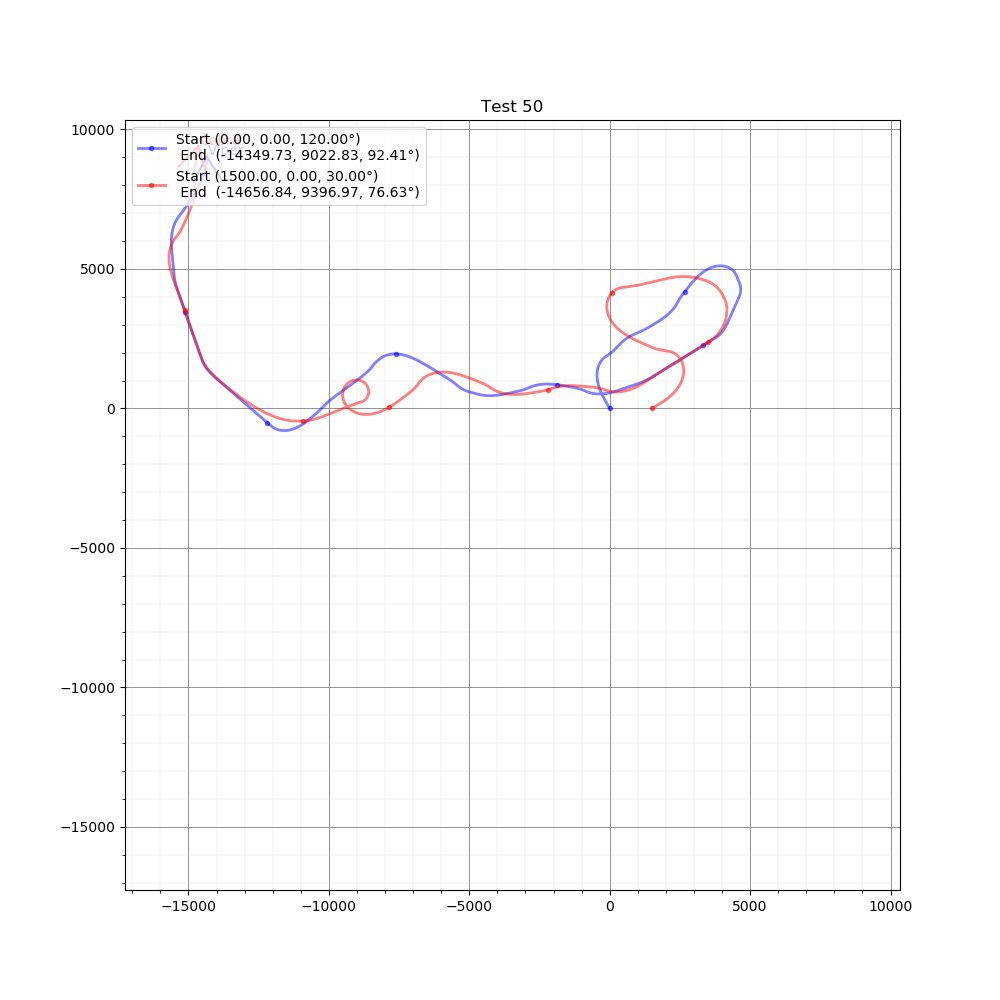 Test 50
Start (0.00, 0.00, 120.00°)
End (-14349.73, 9022.83, 92.41°)
Start (1500.00, 0.00, 30.00°)
End (-14656.84, 9396.97, 76.63°)
10000
5000
0
−5000
−10000
−15000
−15000 −10000 −5000 0 5000 10000